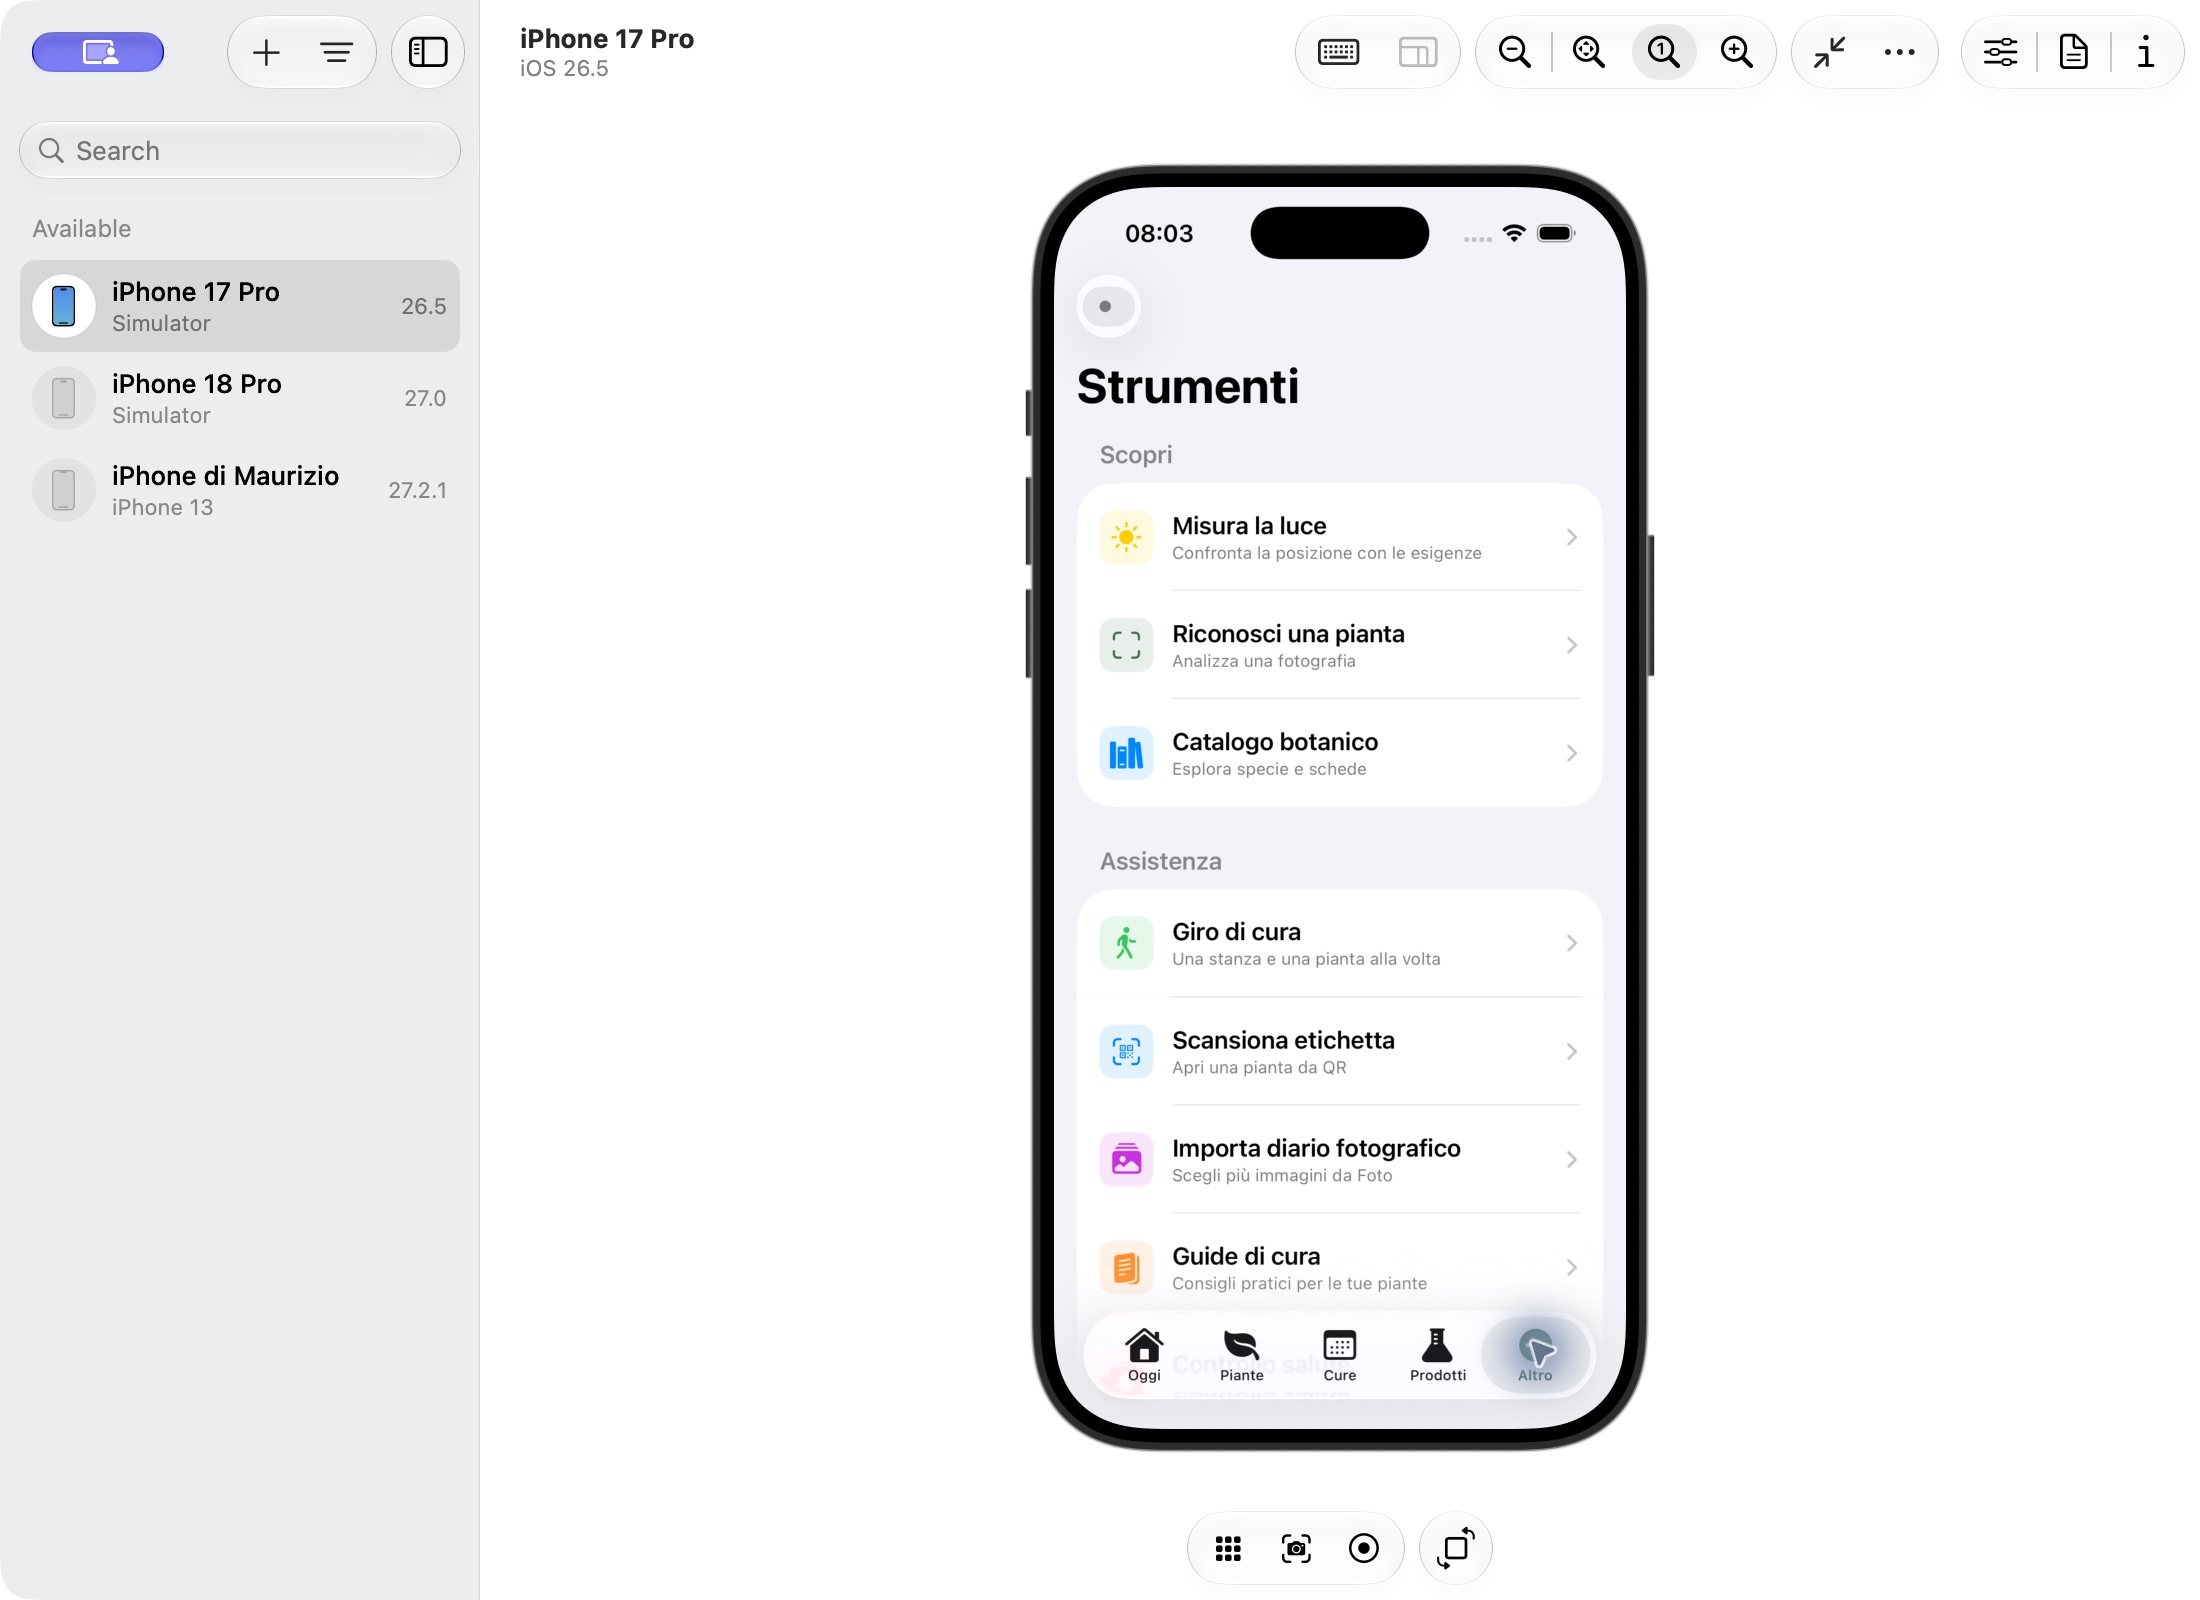 iPhone 17 Pro
iOS 26.5
Search
Available
iPhone 17 Pro
Simulator
26.5
iPhone 18 Pro
Simulator
27.0
iPhone di Maurizio
iPhone 13
27.2.1
08:03
Strumenti
Scopri
Misura la luce
Confronta la posizione con le esigenze
Riconosci una pianta
Analizza una fotografia
Catalogo botanico
Esplora specie e schede
Assistenza
Giro di cura
Una stanza e una pianta alla volta
Scansiona etichetta
Apri una pianta da QR
Importa diario fotografico
Scegli più immagini da Foto
Guide di cura
Consigli pratici per le tue piante
Controllo salute
Oggi
Piante
Cure
Prodotti
Altro